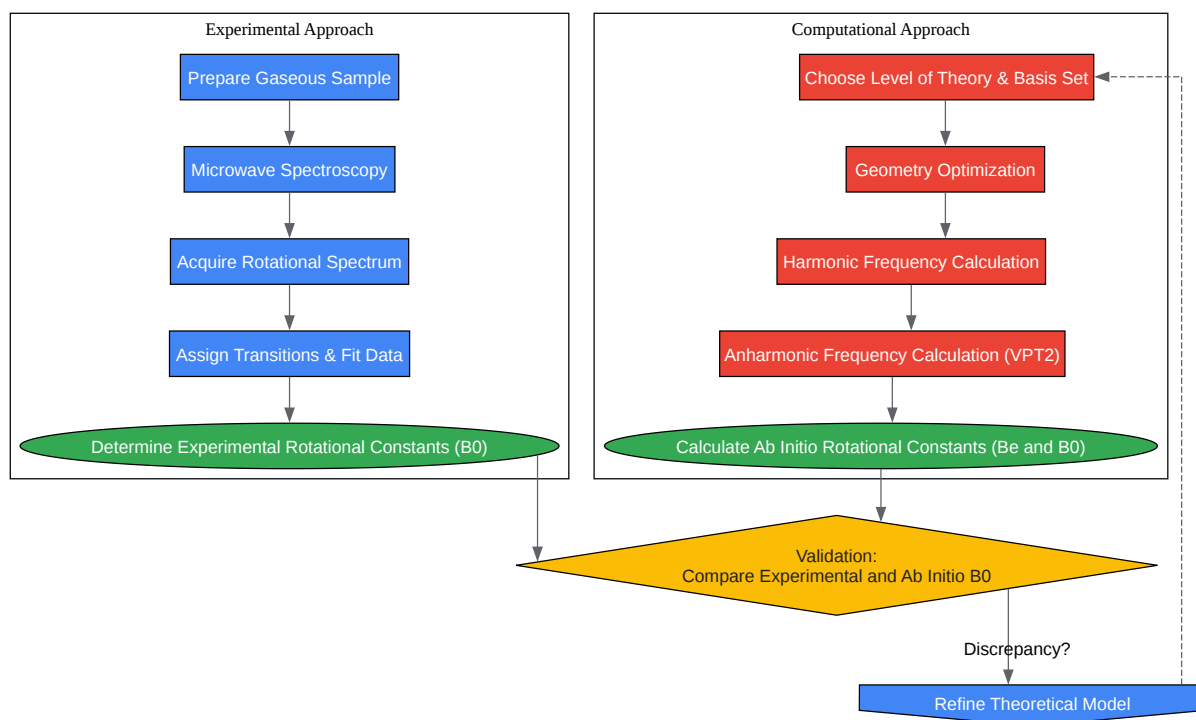 Experimental Approach
Prepare Gaseous Sample
Microwave Spectroscopy
Acquire Rotational Spectrum
Assign Transitions & Fit Data
Determine Experimental Rotational Constants (B0)
Computational Approach
Choose Level of Theory & Basis Set
Geometry Optimization
Harmonic Frequency Calculation
Anharmonic Frequency Calculation (VPT2)
Calculate Ab Initio Rotational Constants (Be and B0)
Validation:
Compare Experimental and Ab Initio B0
Discrepancy?
Refine Theoretical Model